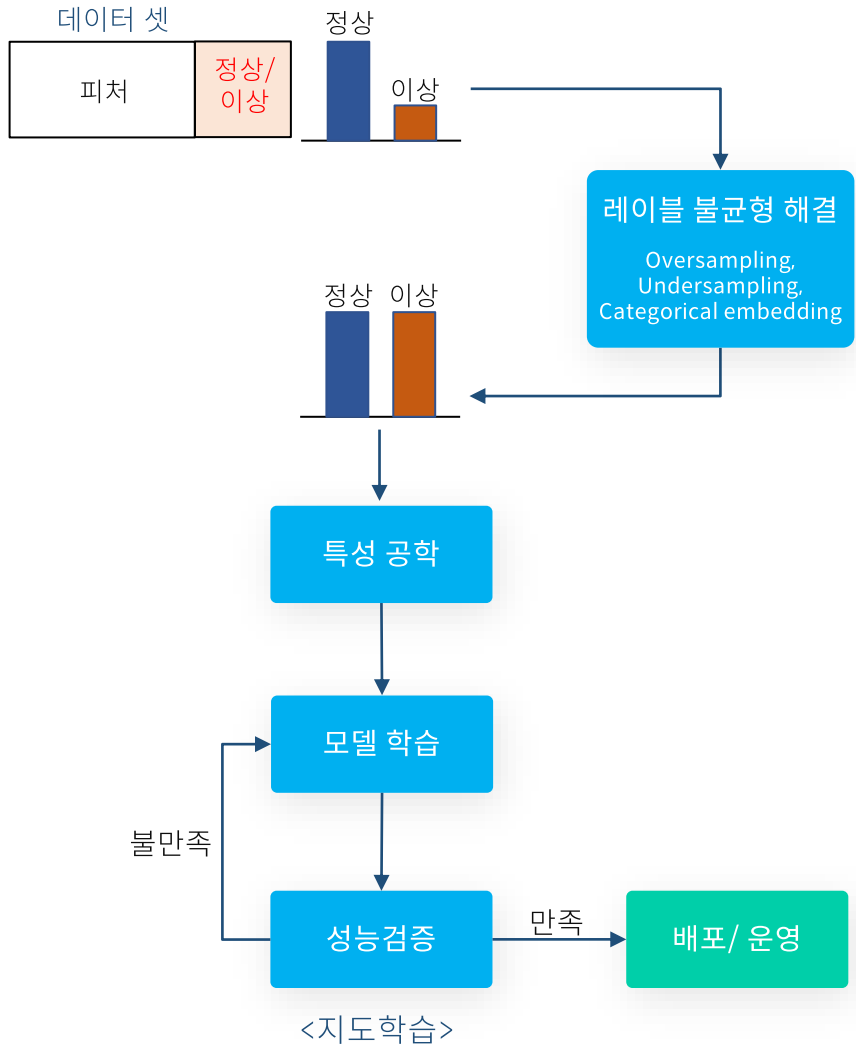 데이터 셋
피처
정상/
이상
정상
이상
레이블 불균형 해결
Oversampling,
Undersampling,
Categorical embedding
정상 이상
특성 공학
모델 학습
불만족
성능검증
만족
배포/ 운영
<지도학습>